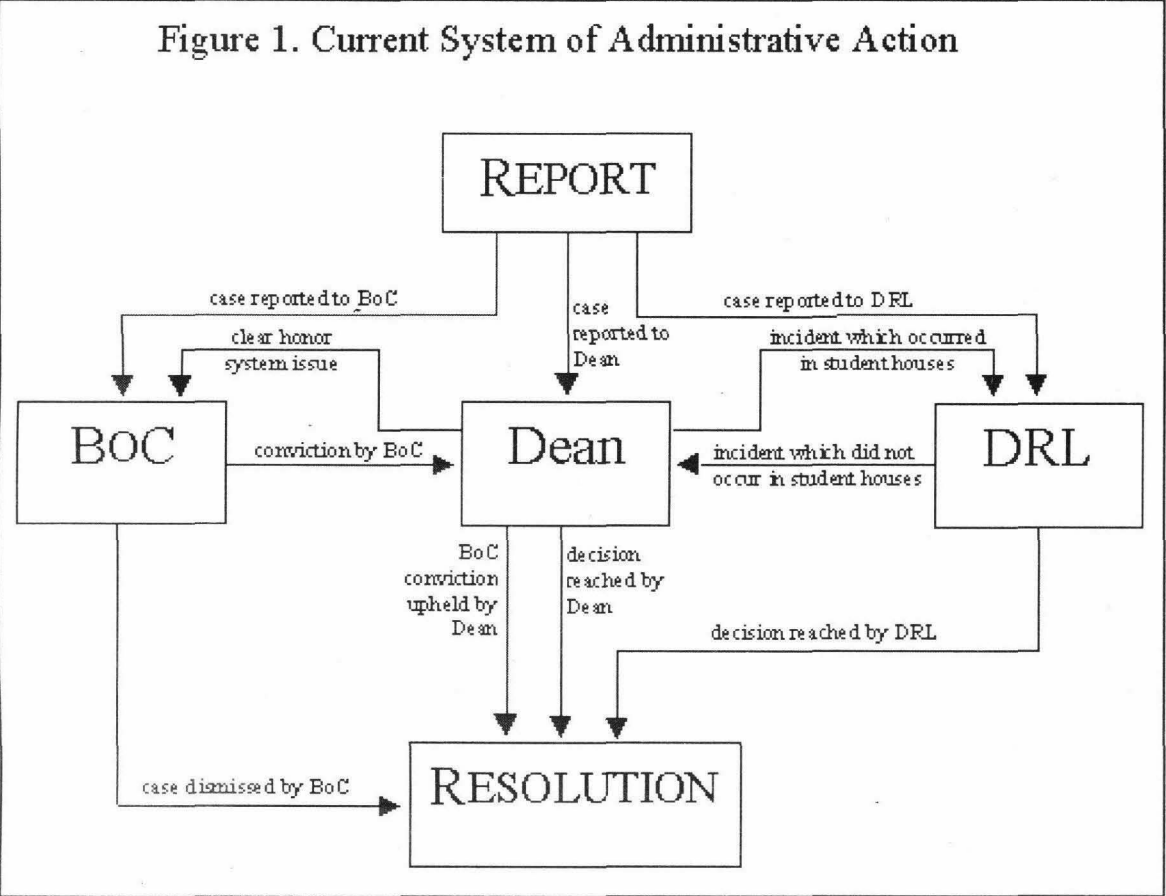 Figure 1. Current System of Administrative Action
REPORT
case reported to BoC
case
reported to
Dean
case reported to DRL
clear honor
system issue
incident which occurred
in student houses
BOC
Dean
DRL
conviction by BoC
incident which did not
occur in student houses
BoC
conviction
upheld by
Dean
decision
reached by
Dean
decision reached by DRL
case dismissed by BoC
RESOLUTION